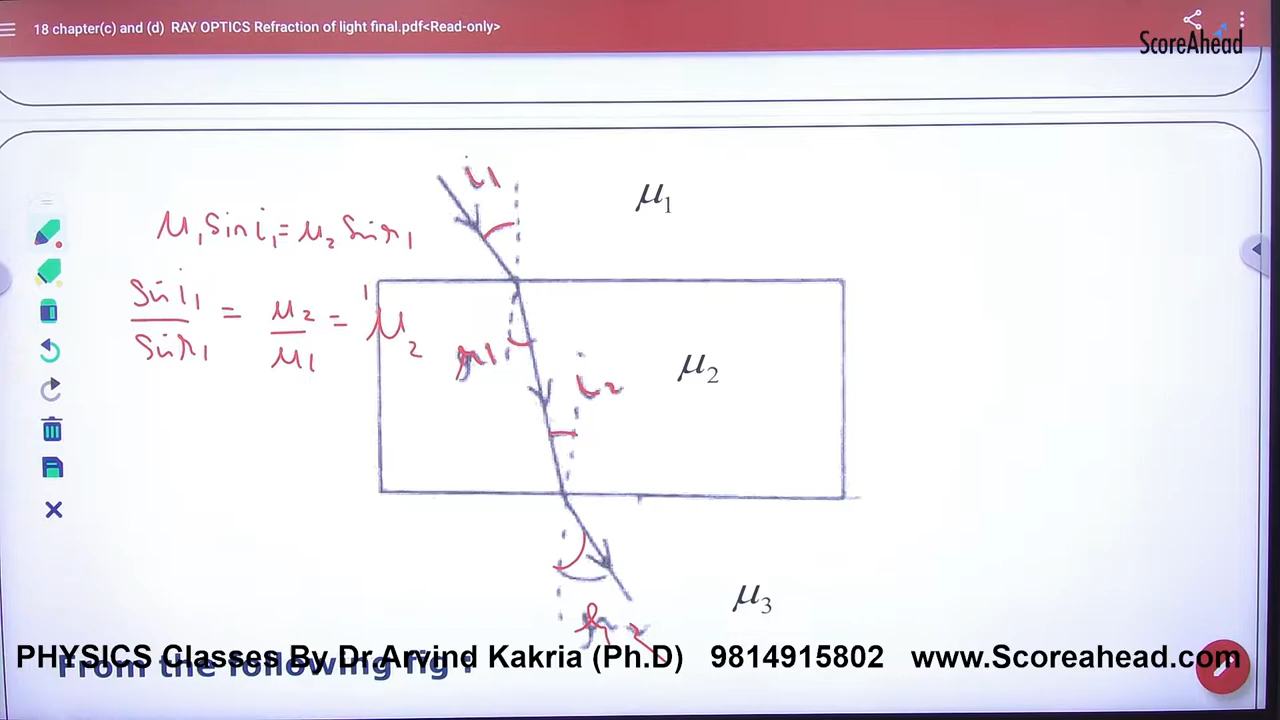 18 chapter(c) and (d) RAY OPTICS Refraction of light final.pdf<Read-only>
ScoreAhead
i1
μ1
μ1 sin i1 = μ2 sin r1
sin i1 / sin r1 = μ2 / μ1 = 1μ2
r1
i2
μ2
μ3
r2
From the following fig :
PHYSICS Classes By Dr Arvind Kakria (Ph.D) 9814915802 www.Scoreahead.com